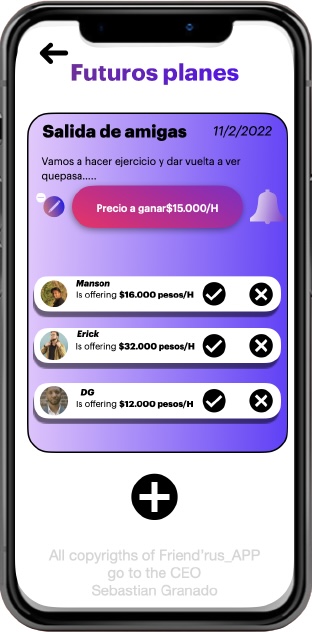 Futuros planes
Salida de amigas 11/2/2022
Vamos a hacer ejercicio y dar vuelta a ver
quepasa.....
Precio a ganar$15.000/H
Manson
Is offering $16.000 pesos/H
Erick
Is offering $32.000 pesos/H
DG
Is offering $12.000 pesos/H
All copyrigths of Friend'rus_APP
go to the CEO
Sebastian Granado